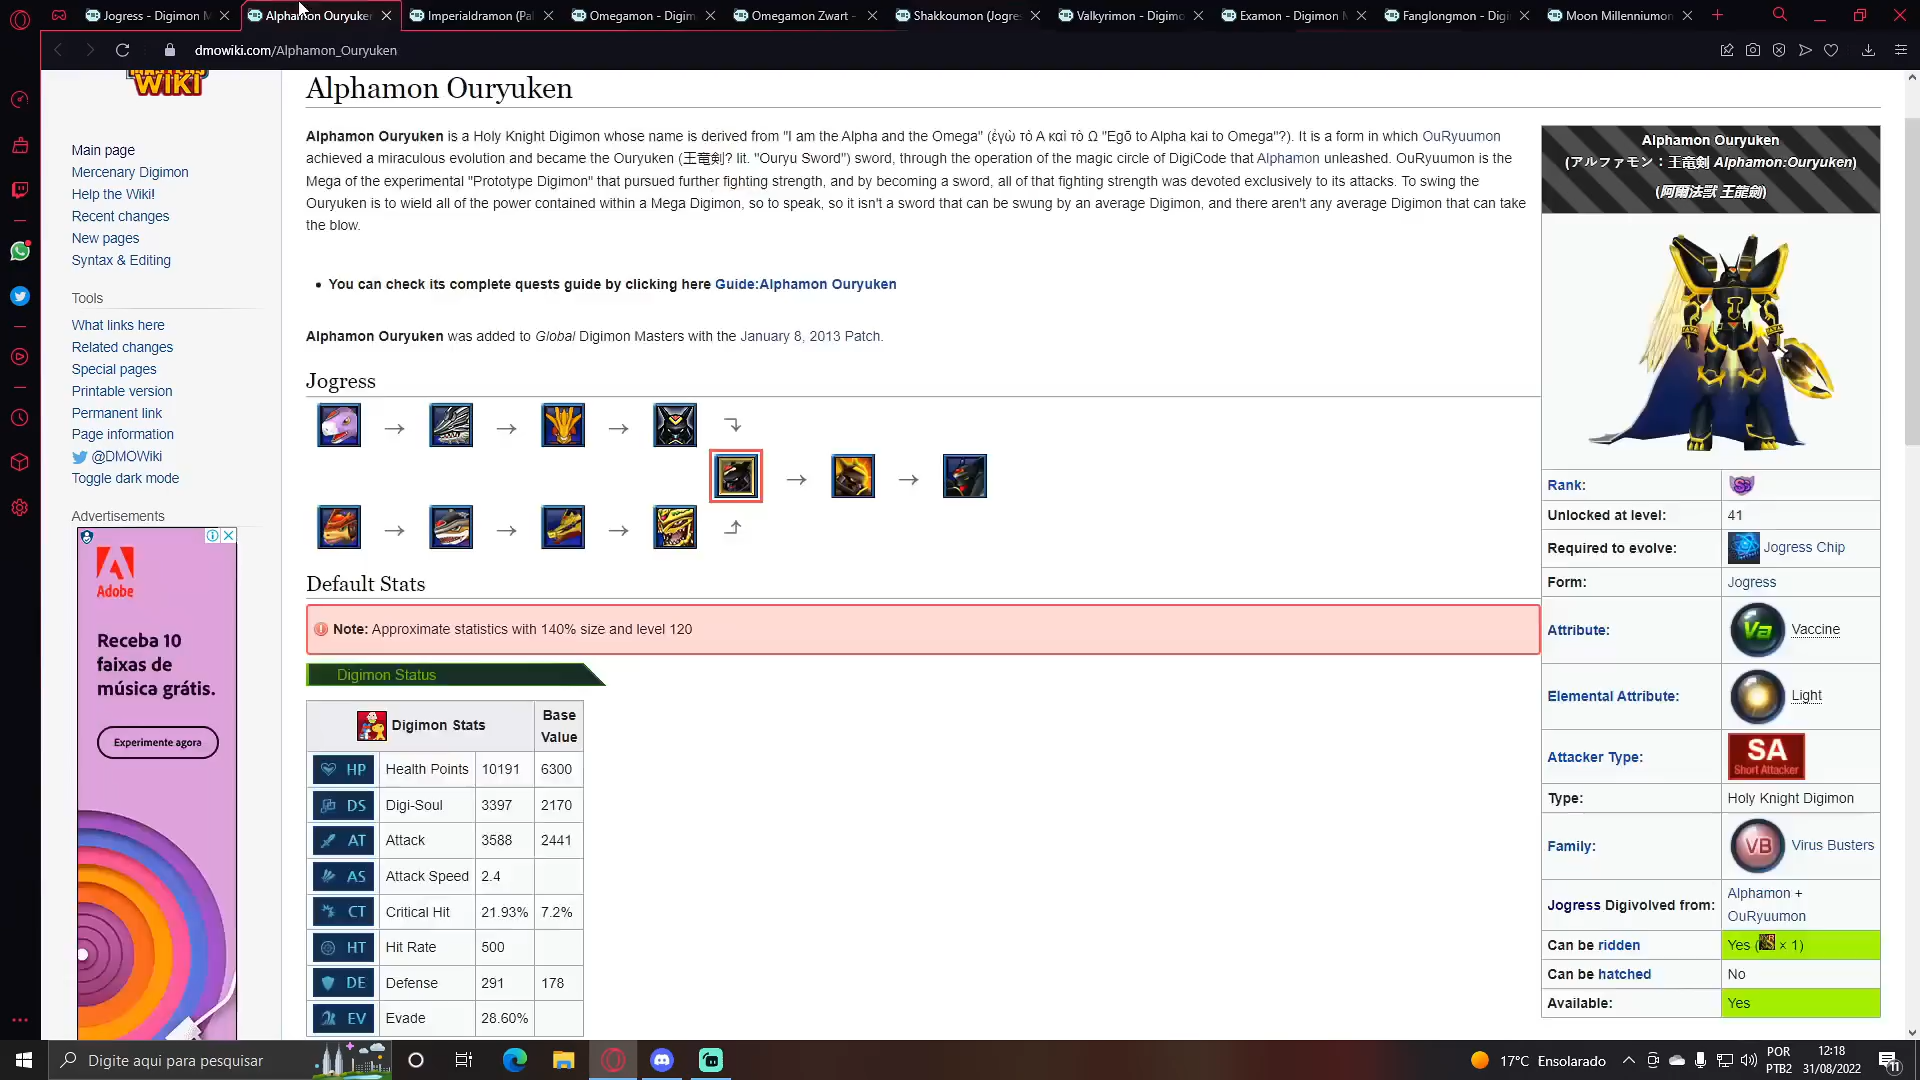 Jogress - Digimon M
Alphamon Ouryuke
Imperialdramon (Pal
Omegamon - Digim
Omegamon Zwart -
Shakkoumon (Jogre
Valkyrimon - Digimo
Examon - Digimon M
Fanglongmon - Digi
Moon Millenniumon
dmowiki.com/Alphamon_Ouryuken
WIKI
Main page
Mercenary Digimon
Help the Wiki!
Recent changes
New pages
Syntax & Editing
Tools
What links here
Related changes
Special pages
Printable version
Permanent link
Page information
@DMOWiki
Toggle dark mode
Advertisements
Adobe
Receba 10
faixas de
música grátis.
Experimente agora
Alphamon Ouryuken
Alphamon Ouryuken is a Holy Knight Digimon whose name is derived from "I am the Alpha and the Omega" (ἐγὼ τὸ Α καὶ τὸ Ω "Egō to Alpha kai to Omega"?). It is a form in which OuRyuumon
achieved a miraculous evolution and became the Ouryuken (王竜剣? lit. "Ouryu Sword") sword, through the operation of the magic circle of DigiCode that Alphamon unleashed. OuRyuumon is the
Mega of the experimental "Prototype Digimon" that pursued further fighting strength, and by becoming a sword, all of that fighting strength was devoted exclusively to its attacks. To swing the
Ouryuken is to wield all of the power contained within a Mega Digimon, so to speak, so it isn't a sword that can be swung by an average Digimon, and there aren't any average Digimon that can take
the blow.
• You can check its complete quests guide by clicking here Guide:Alphamon Ouryuken
Alphamon Ouryuken was added to Global Digimon Masters with the January 8, 2013 Patch.
Jogress
Default Stats
Note: Approximate statistics with 140% size and level 120
Digimon Status
Digimon Stats
Base
Value
HP Health Points 10191 6300
DS Digi-Soul 3397 2170
AT Attack 3588 2441
AS Attack Speed 2.4
CT Critical Hit 21.93% 7.2%
HT Hit Rate 500
DE Defense 291 178
EV Evade 28.60%
Alphamon Ouryuken
(アルファモン：王竜剣 Alphamon:Ouryuken)
(阿爾法獸 王龍劍)
Rank: S
Unlocked at level: 41
Required to evolve: Jogress Chip
Form: Jogress
Attribute: Va Vaccine
Elemental Attribute: Light
Attacker Type: SA
Short Attacker
Type: Holy Knight Digimon
Family: VB Virus Busters
Jogress Digivolved from: Alphamon +
OuRyuumon
Can be ridden Yes ( × 1)
Can be hatched No
Available: Yes
Digite aqui para pesquisar
17°C Ensolarado
POR
PTB2
12:18
31/08/2022
11